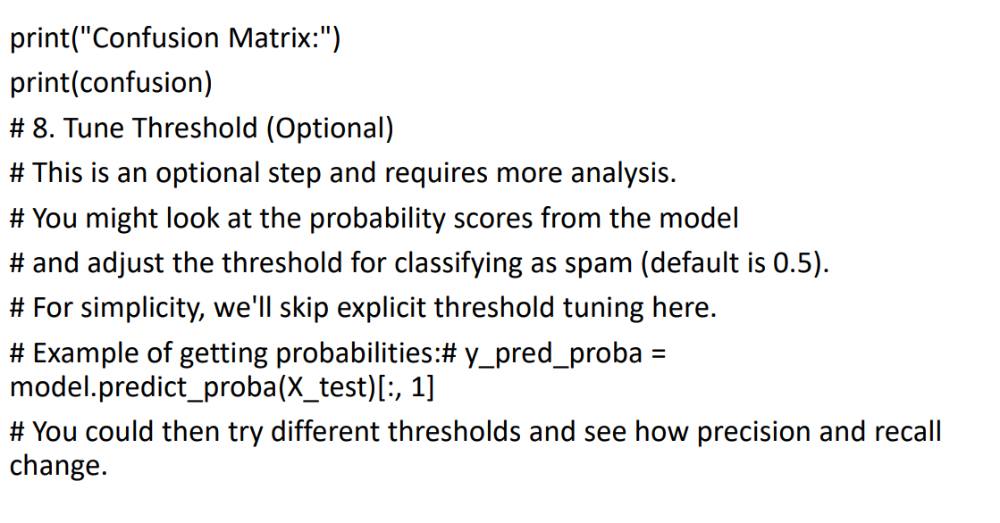 print("Confusion Matrix:")
print(confusion)
# 8. Tune Threshold (Optional)
# This is an optional step and requires more analysis.
# You might look at the probability scores from the model
# and adjust the threshold for classifying as spam (default is 0.5).
# For simplicity, we'll skip explicit threshold tuning here.
# Example of getting probabilities:# y_pred_proba =
model.predict_proba(X_test)[:, 1]
# You could then try different thresholds and see how precision and recall
change.